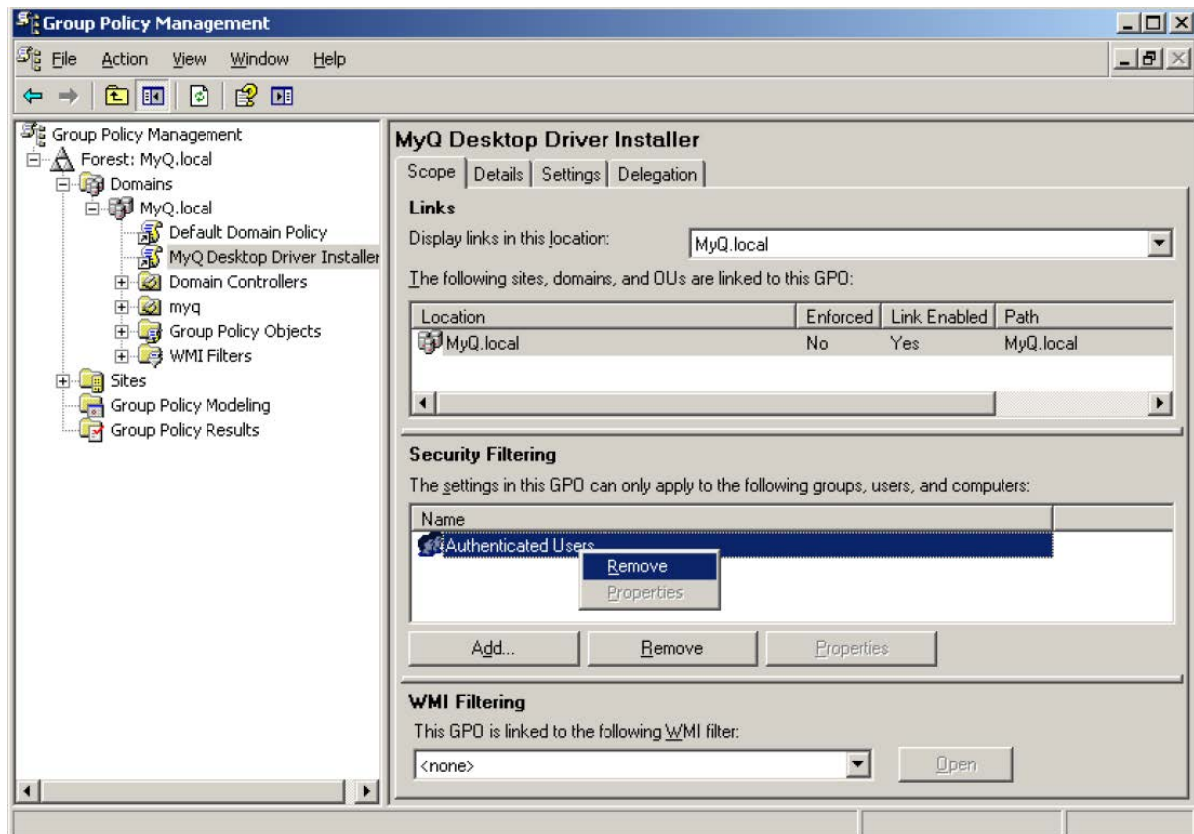 Group Policy Management
File Action View Window Help
Group Policy Management
Forest: MyQ.local
Domains
MyQ.local
Default Domain Policy
MyQ Desktop Driver Installer
Domain Controllers
myq
Group Policy Objects
WMI Filters
Sites
Group Policy Modeling
Group Policy Results
MyQ Desktop Driver Installer
Scope Details Settings Delegation
Links
Display links in this location: MyQ.local
The following sites, domains, and OUs are linked to this GPO:
Location Enforced Link Enabled Path
MyQ.local No Yes MyQ.local
Security Filtering
The settings in this GPO can only apply to the following groups, users, and computers:
Name
Authenticated Users
Remove
Properties
Add... Remove Properties
WMI Filtering
This GPO is linked to the following WMI filter:
<none> Open